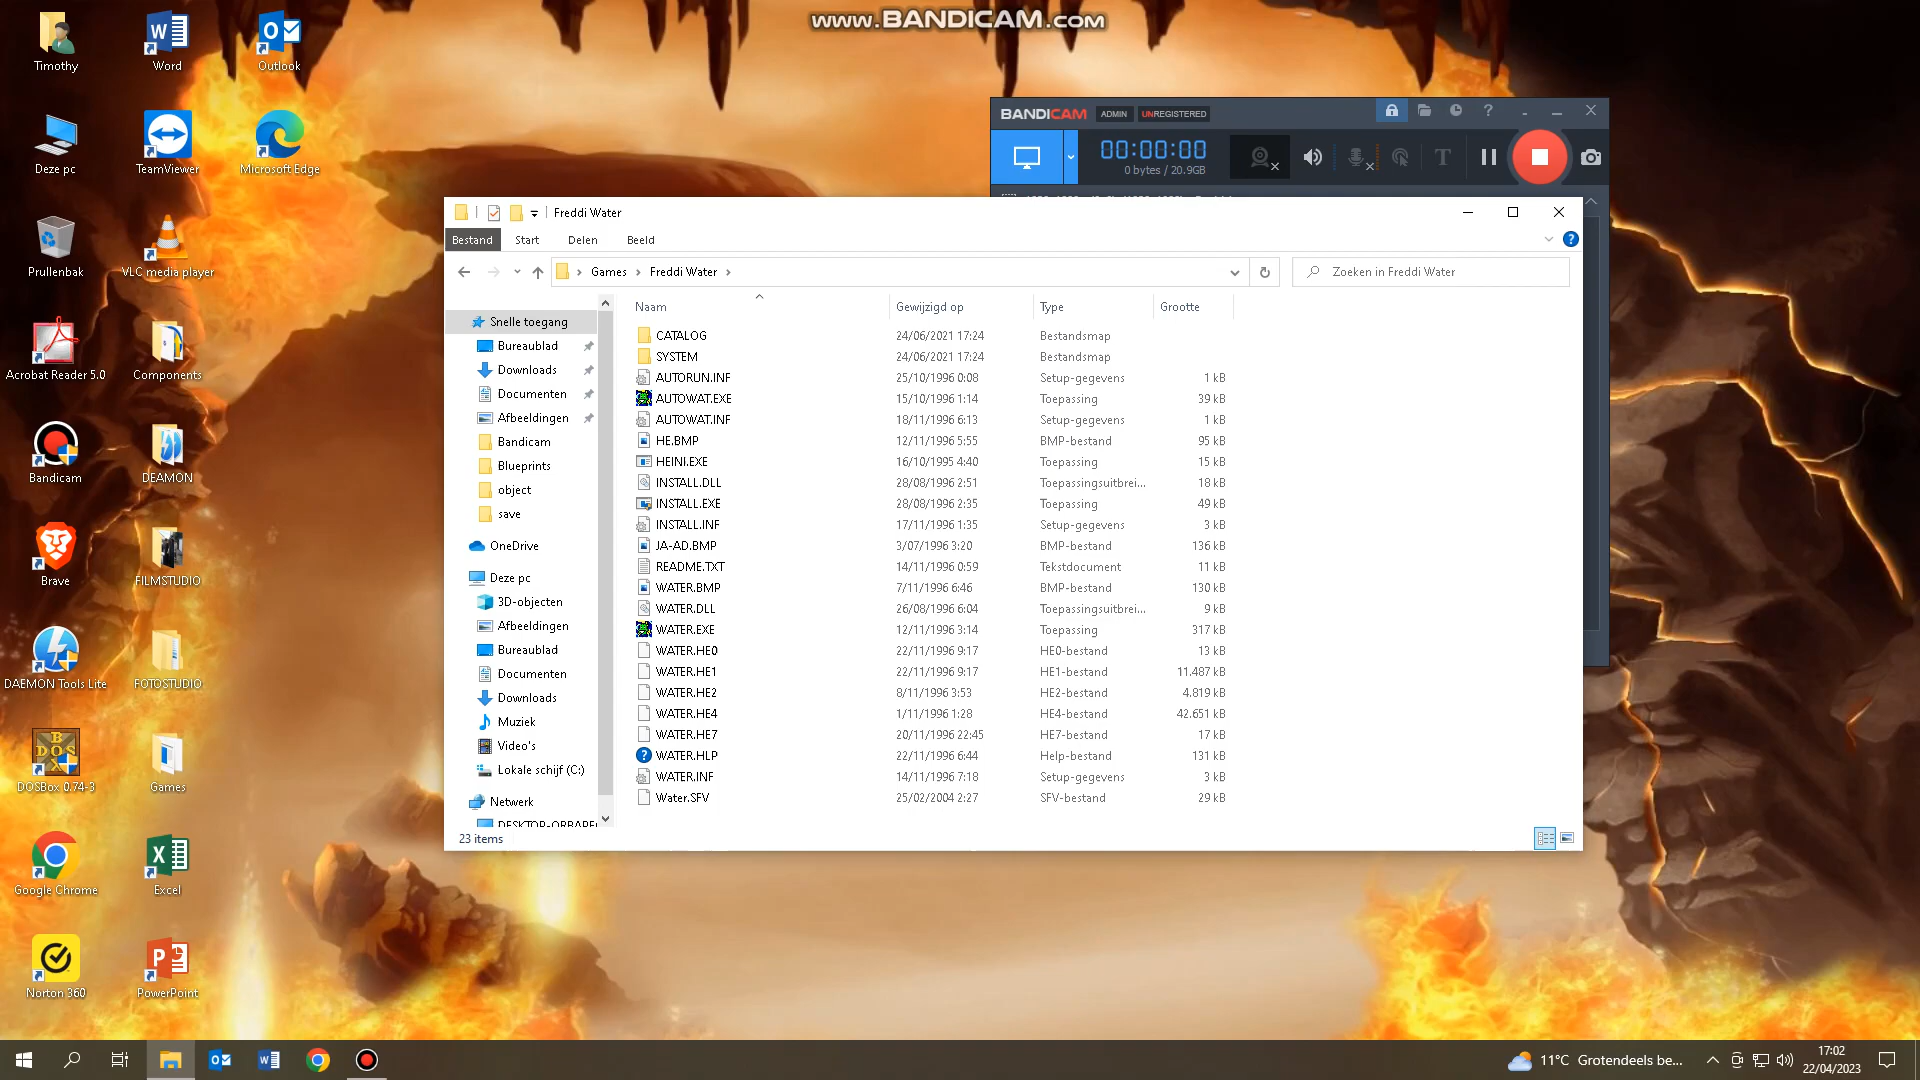 www.BANDICAM.com
Timothy
Word
Outlook
Deze pc
TeamViewer
Microsoft Edge
Prullenbak
VLC media player
Acrobat Reader 5.0
Components
Bandicam
DEAMON
Brave
FILMSTUDIO
DAEMON Tools Lite
FOTOSTUDIO
DOSBox 0.74-3
Games
Google Chrome
Excel
Norton 360
PowerPoint
BANDICAM ADMIN UNREGISTERED
00:00:00
0 bytes / 20.9GB
Freddi Water
Bestand Start Delen Beeld
Games Freddi Water
Zoeken in Freddi Water
Snelle toegang
Bureaublad
Downloads
Documenten
Afbeeldingen
Bandicam
Blueprints
object
save
OneDrive
Deze pc
3D-objecten
Afbeeldingen
Bureaublad
Documenten
Downloads
Muziek
Video's
Lokale schijf (C:)
Netwerk
Naam Gewijzigd op Type Grootte
CATALOG 24/06/2021 17:24 Bestandsmap
SYSTEM 24/06/2021 17:24 Bestandsmap
AUTORUN.INF 25/10/1996 0:08 Setup-gegevens 1 kB
AUTOWAT.EXE 15/10/1996 1:14 Toepassing 39 kB
AUTOWAT.INF 18/11/1996 6:13 Setup-gegevens 1 kB
HE.BMP 12/11/1996 5:55 BMP-bestand 95 kB
HEINI.EXE 16/10/1995 4:40 Toepassing 15 kB
INSTALL.DLL 28/08/1996 2:51 Toepassingsuitbrei... 18 kB
INSTALL.EXE 28/08/1996 2:35 Toepassing 49 kB
INSTALL.INF 17/11/1996 1:35 Setup-gegevens 3 kB
JA-AD.BMP 3/07/1996 3:20 BMP-bestand 136 kB
README.TXT 14/11/1996 0:59 Tekstdocument 11 kB
WATER.BMP 7/11/1996 6:46 BMP-bestand 130 kB
WATER.DLL 26/08/1996 6:04 Toepassingsuitbrei... 9 kB
WATER.EXE 12/11/1996 3:14 Toepassing 317 kB
WATER.HE0 22/11/1996 9:17 HE0-bestand 13 kB
WATER.HE1 22/11/1996 9:17 HE1-bestand 11.487 kB
WATER.HE2 8/11/1996 3:53 HE2-bestand 4.819 kB
WATER.HE4 1/11/1996 1:28 HE4-bestand 42.651 kB
WATER.HE7 20/11/1996 22:45 HE7-bestand 17 kB
WATER.HLP 22/11/1996 6:44 Help-bestand 131 kB
WATER.INF 14/11/1996 7:18 Setup-gegevens 3 kB
Water.SFV 25/02/2004 2:27 SFV-bestand 29 kB
23 items
11°C Grotendeels be...
17:02
22/04/2023